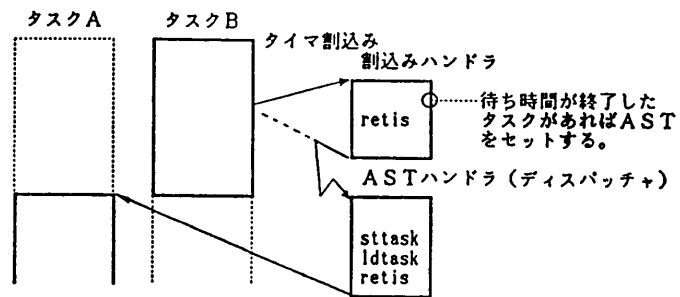 タスクA
タスクB
タイマ割込み
割込みハンドラ
retis
待ち時間が終了した
タスクがあればAST
をセットする。
ASTハンドラ（ディスパッチャ）
sttask
ldtask
retis